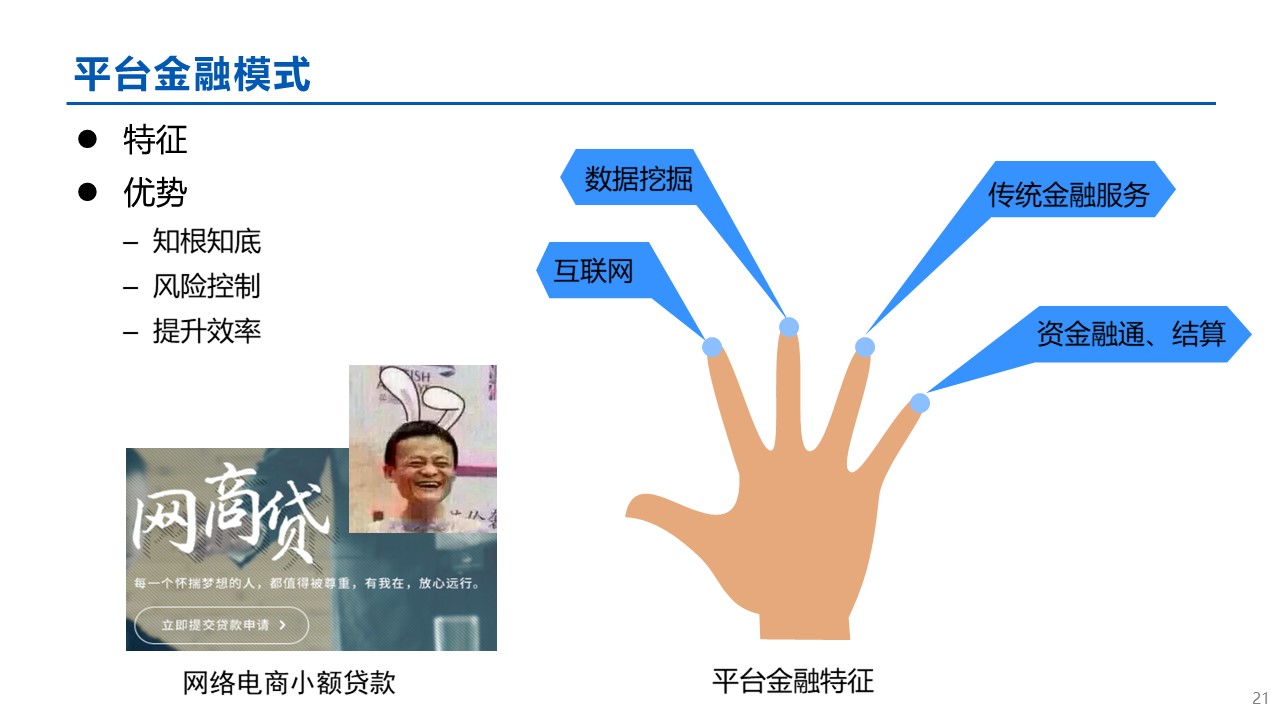 平台金融模式
● 特征
● 优势
– 知根知底
– 风险控制
– 提升效率
数据挖掘
传统金融服务
互联网
资金融通、结算
网商贷
每一个怀揣梦想的人，都值得被尊重，有我在，放心远行。
立即提交贷款申请 >
网络电商小额贷款
平台金融特征
21